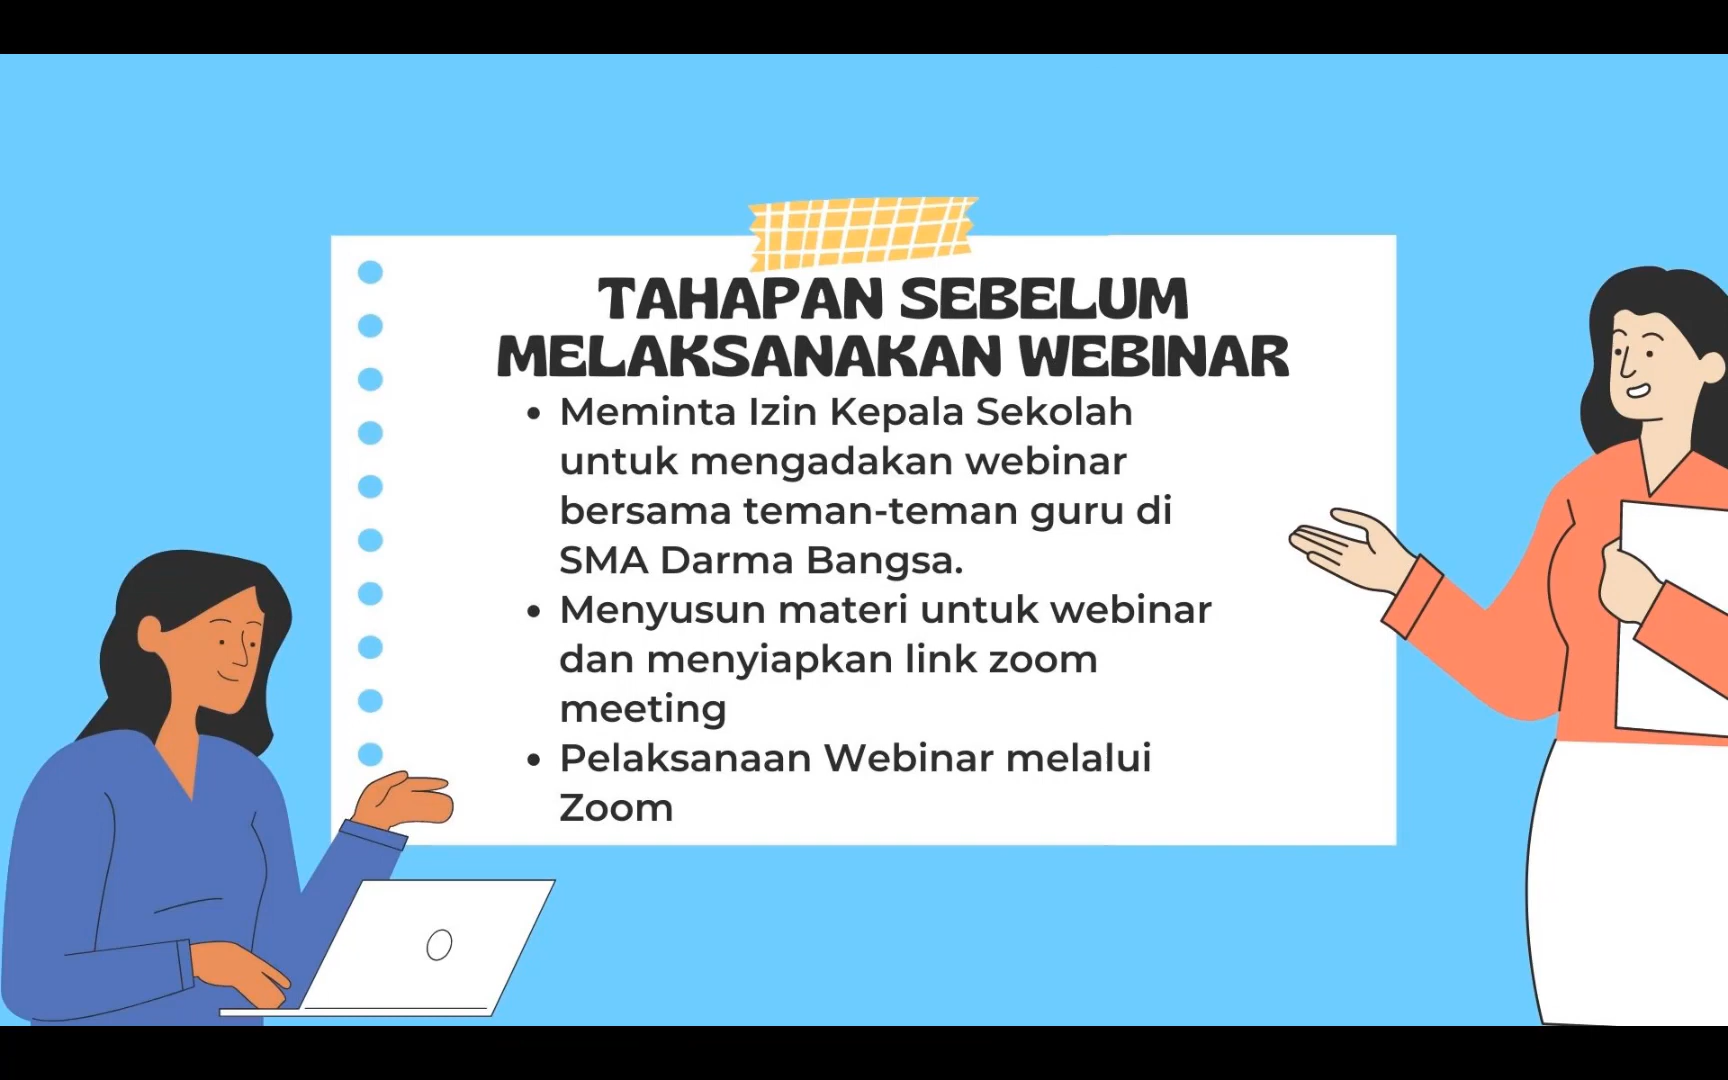 TAHAPAN SEBELUM
MELAKSANAKAN WEBINAR
• Meminta Izin Kepala Sekolah
untuk mengadakan webinar
bersama teman-teman guru di
SMA Darma Bangsa.
• Menyusun materi untuk webinar
dan menyiapkan link zoom
meeting
• Pelaksanaan Webinar melalui
Zoom